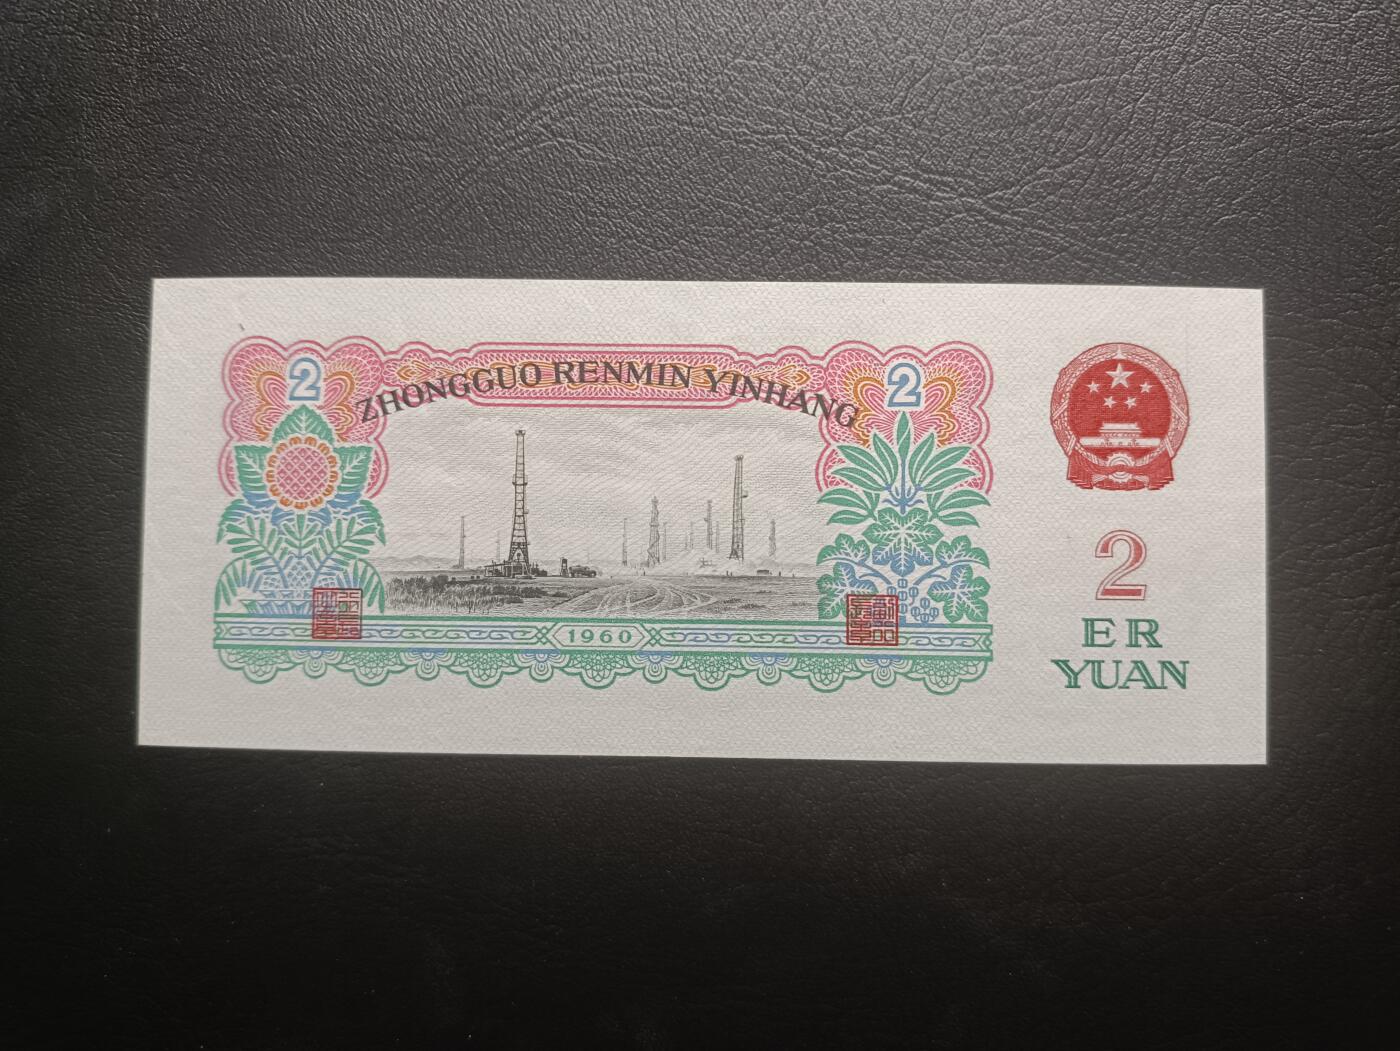 ZHONGGUO RENMIN YINHANG
2
2
1960
2
ER
YUAN